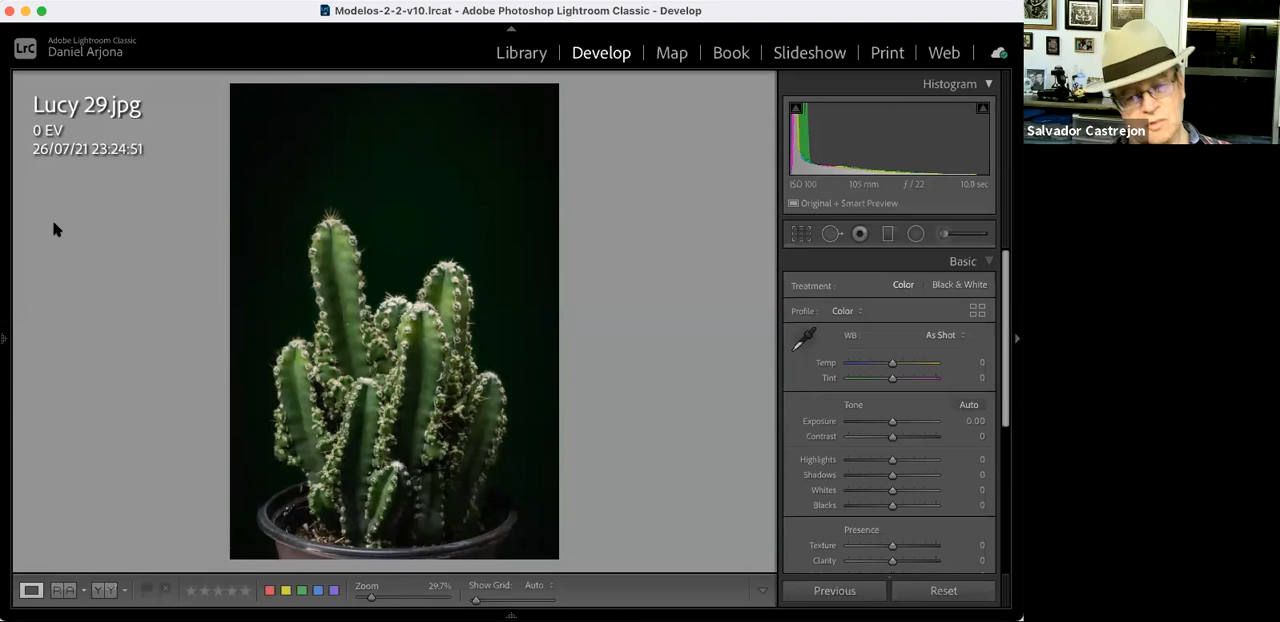 Modelos-2-2-v10.lrcat - Adobe Photoshop Lightroom Classic - Develop
LrC
Adobe Lightroom Classic
Daniel Arjona
Library | Develop | Map | Book | Slideshow | Print | Web |
Lucy 29.jpg
0 EV
26/07/21 23:24:51
Histogram
ISO 100 105 mm ƒ / 22 10,0 sec
Original + Smart Preview
Basic
Treatment : Color | Black & White
Profile : Color
WB : As Shot
Temp 0
Tint 0
Tone Auto
Exposure 0.00
Contrast 0
Highlights 0
Shadows 0
Whites 0
Blacks 0
Presence
Texture 0
Clarity 0
Previous Reset
Zoom 29.7% Show Grid: Auto
Salvador Castrejon